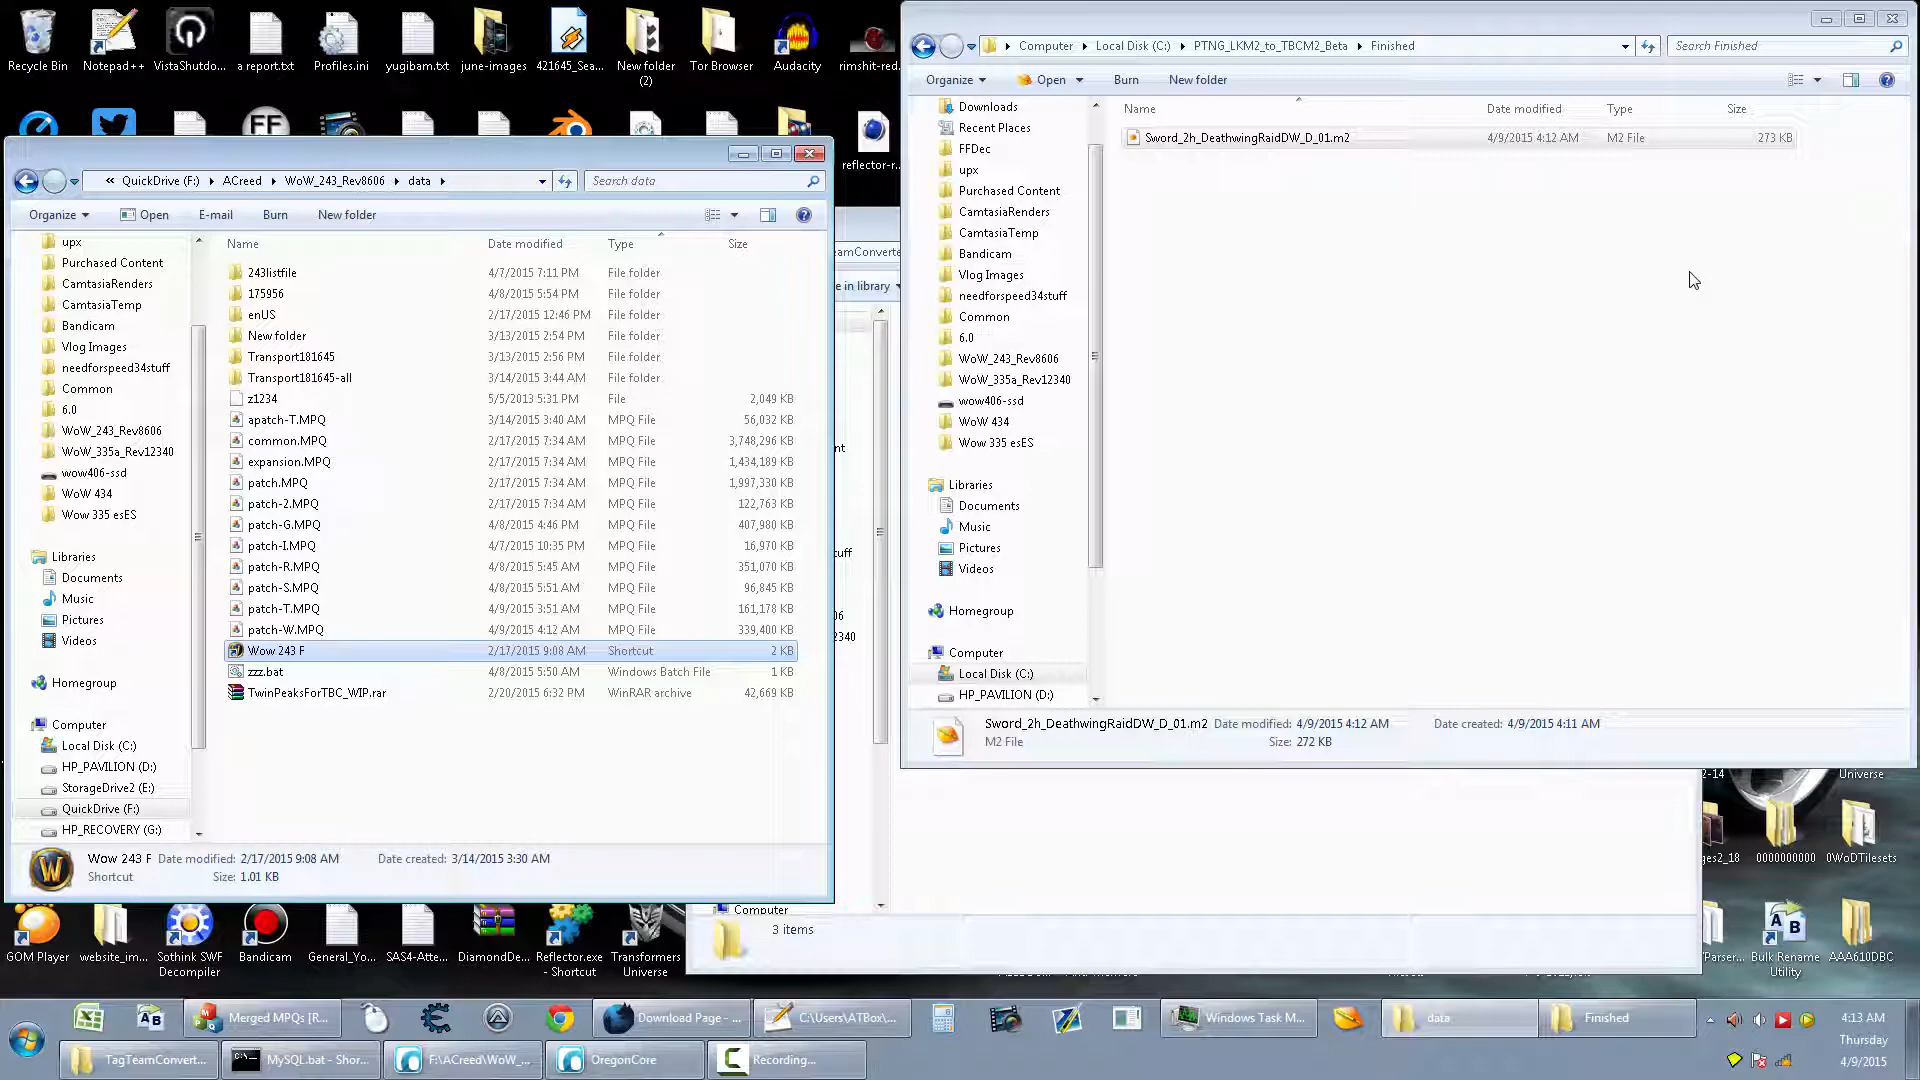 Recycle Bin
Notepad++
VistaShutdo...
a report.txt
Profiles.ini
yugibam.txt
june-images
421645_Sea...
New folder
(2)
Tor Browser
Audacity
rimshit-red...
reflector-r...
Computer
Local Disk (C:)
PTNG_LKM2_to_TBCM2_Beta
Finished
Search Finished
Organize
Open
Burn
New folder
Downloads
Recent Places
FFDec
upx
Purchased Content
CamtasiaRenders
CamtasiaTemp
Bandicam
Vlog Images
needforspeed34stuff
Common
6.0
WoW_243_Rev8606
WoW_335a_Rev12340
wow406-ssd
WoW 434
Wow 335 esES
Libraries
Documents
Music
Pictures
Videos
Homegroup
Computer
Local Disk (C:)
HP_PAVILION (D:)
Name Date modified Type Size
Sword_2h_DeathwingRaidDW_D_01.m2 4/9/2015 4:12 AM M2 File 273 KB
Sword_2h_DeathwingRaidDW_D_01.m2 Date modified: 4/9/2015 4:12 AM Date created: 4/9/2015 4:11 AM
M2 File Size: 272 KB
« QuickDrive (F:)
ACreed
WoW_243_Rev8606
data
Search data
Organize
Open
E-mail
Burn
New folder
upx
Purchased Content
CamtasiaRenders
CamtasiaTemp
Bandicam
Vlog Images
needforspeed34stuff
Common
6.0
WoW_243_Rev8606
WoW_335a_Rev12340
wow406-ssd
WoW 434
Wow 335 esES
Libraries
Documents
Music
Pictures
Videos
Homegroup
Computer
Local Disk (C:)
HP_PAVILION (D:)
StorageDrive2 (E:)
QuickDrive (F:)
HP_RECOVERY (G:)
Name Date modified Type Size
243listfile 4/7/2015 7:11 PM File folder
175956 4/8/2015 5:54 PM File folder
enUS 2/17/2015 12:46 PM File folder
New folder 3/13/2015 2:54 PM File folder
Transport181645 3/13/2015 2:56 PM File folder
Transport181645-all 3/14/2015 3:44 AM File folder
z1234 5/5/2013 5:31 PM File 2,049 KB
apatch-T.MPQ 3/14/2015 3:40 AM MPQ File 56,032 KB
common.MPQ 2/17/2015 7:34 AM MPQ File 3,748,296 KB
expansion.MPQ 2/17/2015 7:34 AM MPQ File 1,434,189 KB
patch.MPQ 2/17/2015 7:34 AM MPQ File 1,997,330 KB
patch-2.MPQ 2/17/2015 7:34 AM MPQ File 122,763 KB
patch-G.MPQ 4/8/2015 4:46 PM MPQ File 407,980 KB
patch-I.MPQ 4/7/2015 10:35 PM MPQ File 16,970 KB
patch-R.MPQ 4/8/2015 5:45 AM MPQ File 351,070 KB
patch-S.MPQ 4/8/2015 5:51 AM MPQ File 96,845 KB
patch-T.MPQ 4/9/2015 3:51 AM MPQ File 161,178 KB
patch-W.MPQ 4/9/2015 4:12 AM MPQ File 339,400 KB
Wow 243 F 2/17/2015 9:08 AM Shortcut 2 KB
zzz.bat 4/8/2015 5:50 AM Windows Batch File 1 KB
TwinPeaksForTBC_WIP.rar 2/20/2015 6:32 PM WinRAR archive 42,669 KB
Wow 243 F Date modified: 2/17/2015 9:08 AM Date created: 3/14/2015 3:30 AM
Shortcut Size: 1.01 KB
eamConverte
e in library
nt
tuff
06
2340
Computer
3 items
2-14
Universe
ges2_18
0000000000
0WoDTilesets
Parser...
Bulk Rename
Utility
AAA610DBC
GOM Player
website_im...
Sothink SWF
Decompiler
Bandicam
General_Yo...
SAS4-Atte...
DiamondDe...
Reflector.exe
- Shortcut
Transformers
Universe
Merged MPQs [R...
Download Page - ...
C:\Users\ATBox\...
Windows Task M...
data
Finished
TagTeamConvert...
MySQL.bat - Shor...
F:\ACreed\WoW_...
OregonCore
Recording...
4:13 AM
Thursday
4/9/2015